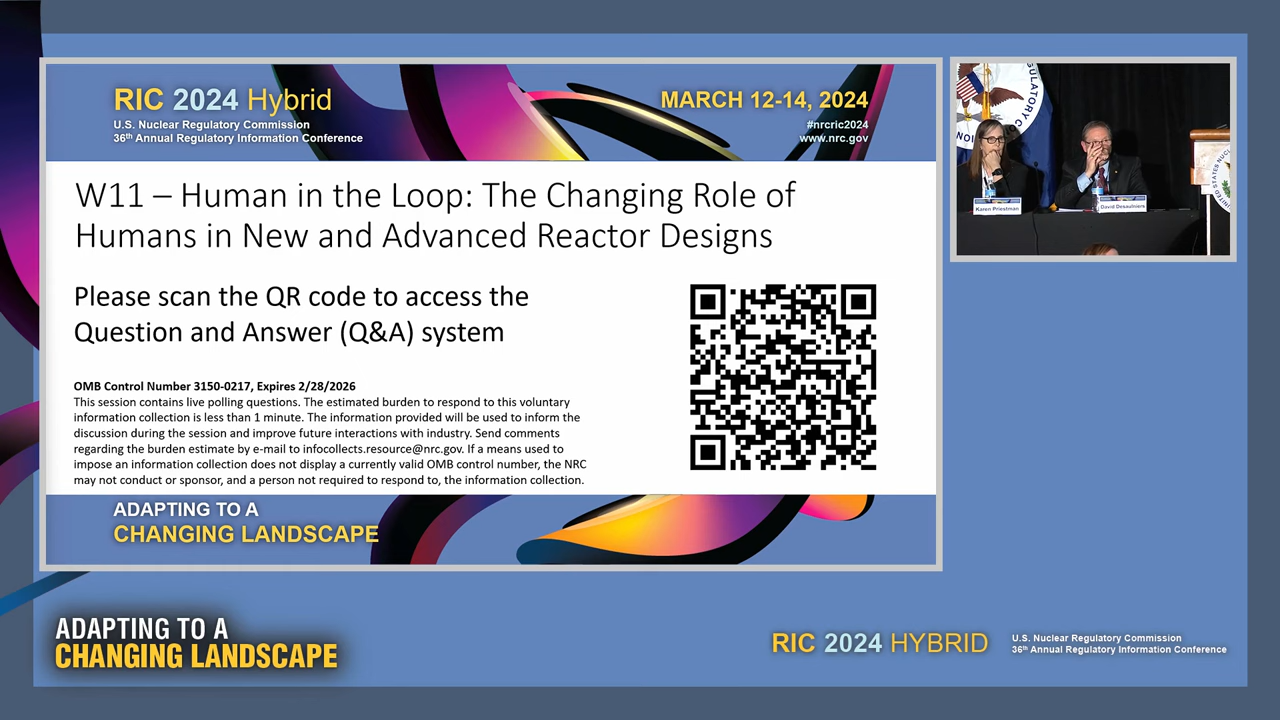 RIC 2024 Hybrid
U.S. Nuclear Regulatory Commission
36th Annual Regulatory Information Conference
MARCH 12-14, 2024
#nrcric2024
www.nrc.gov
W11 – Human in the Loop: The Changing Role of
Humans in New and Advanced Reactor Designs
Please scan the QR code to access the
Question and Answer (Q&A) system
OMB Control Number 3150-0217, Expires 2/28/2026
This session contains live polling questions. The estimated burden to respond to this voluntary
information collection is less than 1 minute. The information provided will be used to inform the
discussion during the session and improve future interactions with industry. Send comments
regarding the burden estimate by e-mail to infocollects.resource@nrc.gov. If a means used to
impose an information collection does not display a currently valid OMB control number, the NRC
may not conduct or sponsor, and a person not required to respond to, the information collection.
ADAPTING TO A
CHANGING LANDSCAPE
Karen Priestman
David Desaulniers
ADAPTING TO A
CHANGING LANDSCAPE
RIC 2024 HYBRID
U.S. Nuclear Regulatory Commission
36th Annual Regulatory Information Conference